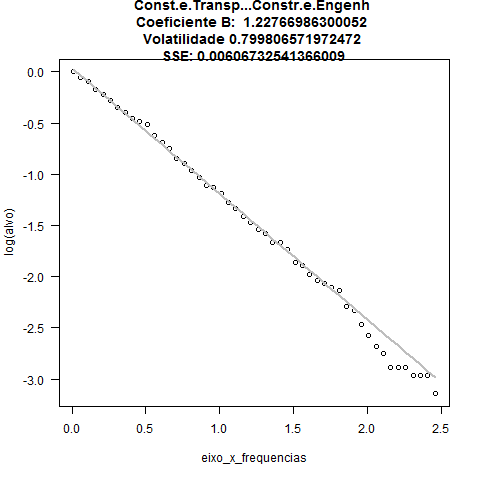 Const.e.Transp...Constr.e.Engenh
Coeficiente B:  1.22766986300052
Volatilidade 0.799806571972472
SSE: 0.00606732541366009
0.0
-0.5
-1.0
-1.5
-2.0
-2.5
-3.0
log(alvo)
0.0 0.5 1.0 1.5 2.0 2.5
eixo_x_frequencias